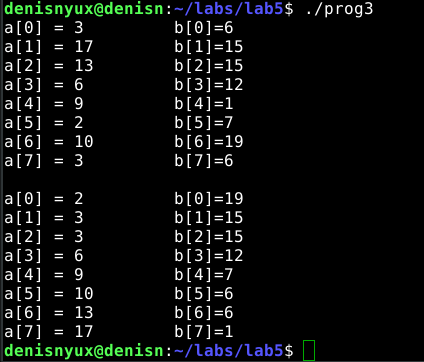 denisnyux@denisn:~/labs/lab5$ ./prog3
a[0] = 3 b[0]=6
a[1] = 17 b[1]=15
a[2] = 13 b[2]=15
a[3] = 6 b[3]=12
a[4] = 9 b[4]=1
a[5] = 2 b[5]=7
a[6] = 10 b[6]=19
a[7] = 3 b[7]=6
a[0] = 2 b[0]=19
a[1] = 3 b[1]=15
a[2] = 3 b[2]=15
a[3] = 6 b[3]=12
a[4] = 9 b[4]=7
a[5] = 10 b[5]=6
a[6] = 13 b[6]=6
a[7] = 17 b[7]=1
denisnyux@denisn:~/labs/lab5$